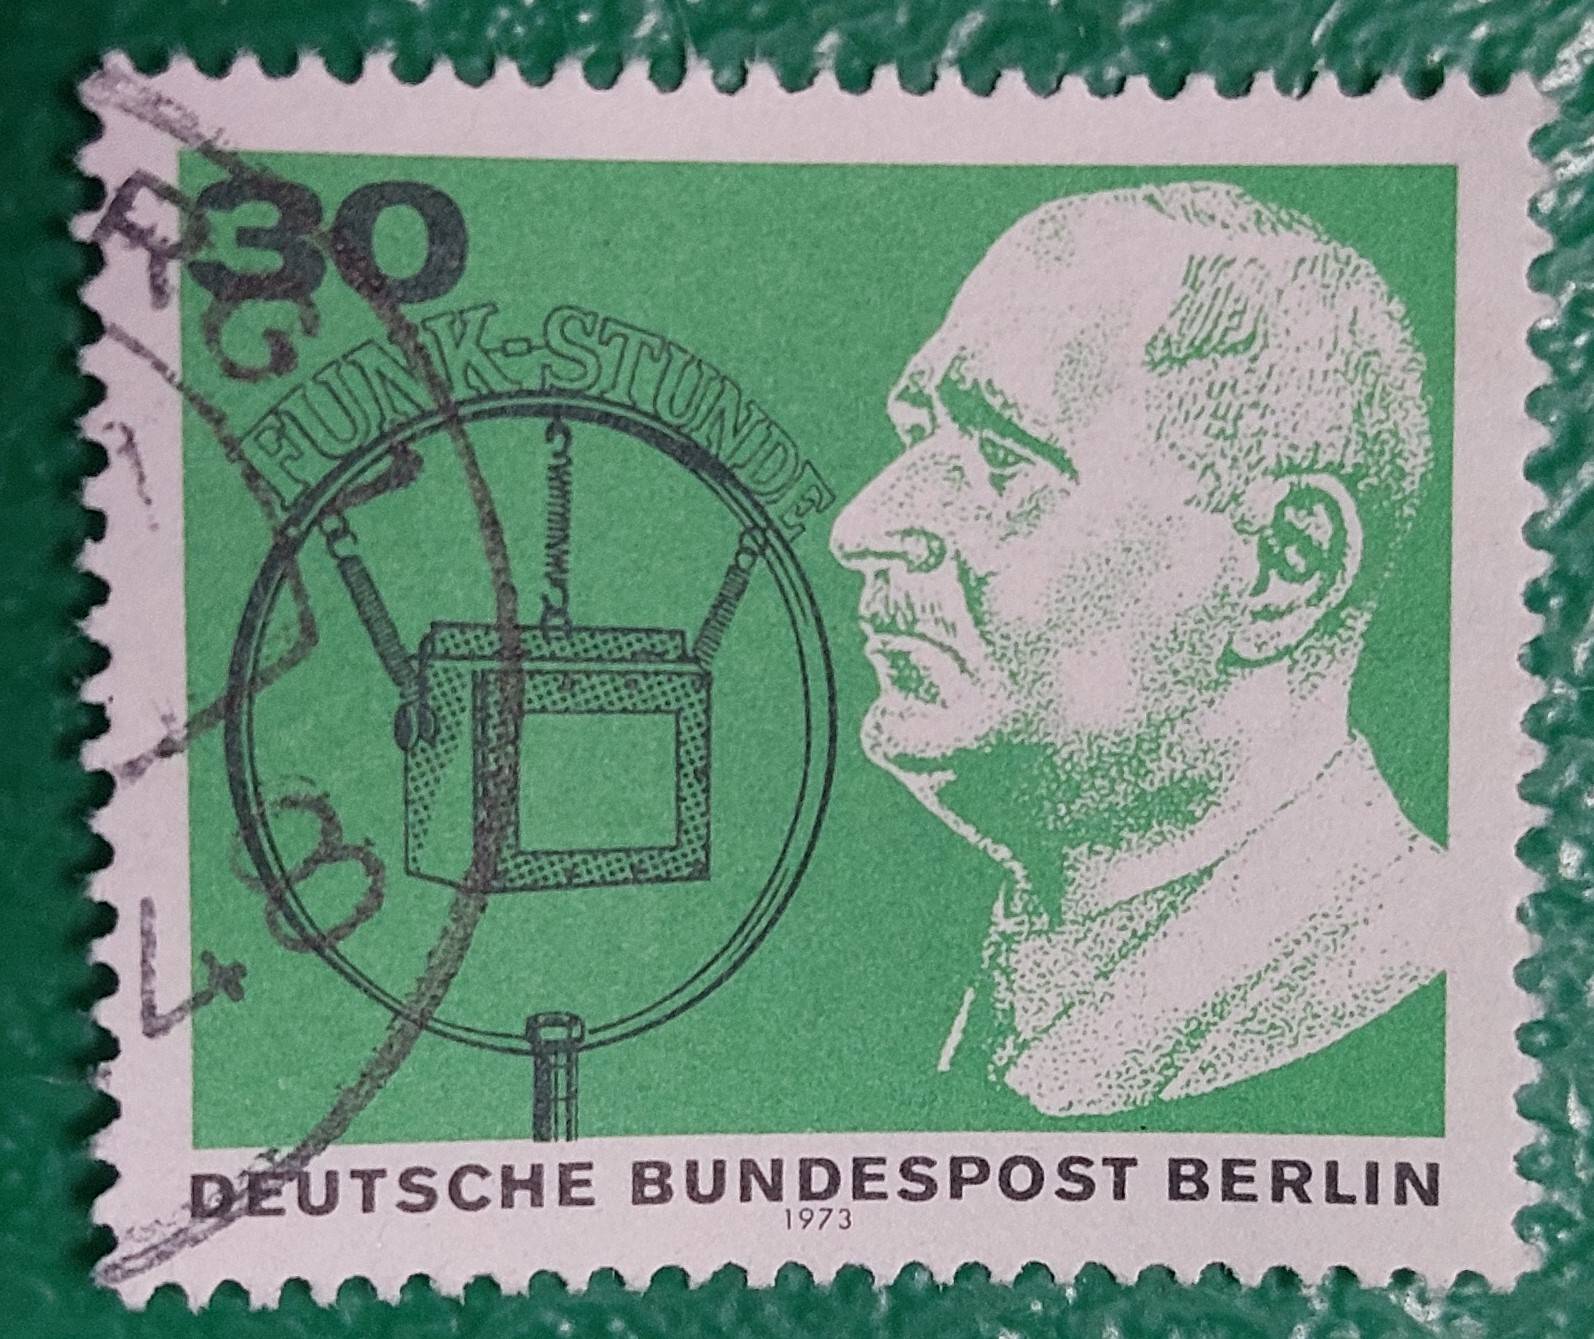 30
FUNK-STUNDE
DEUTSCHE BUNDESPOST BERLIN
1973